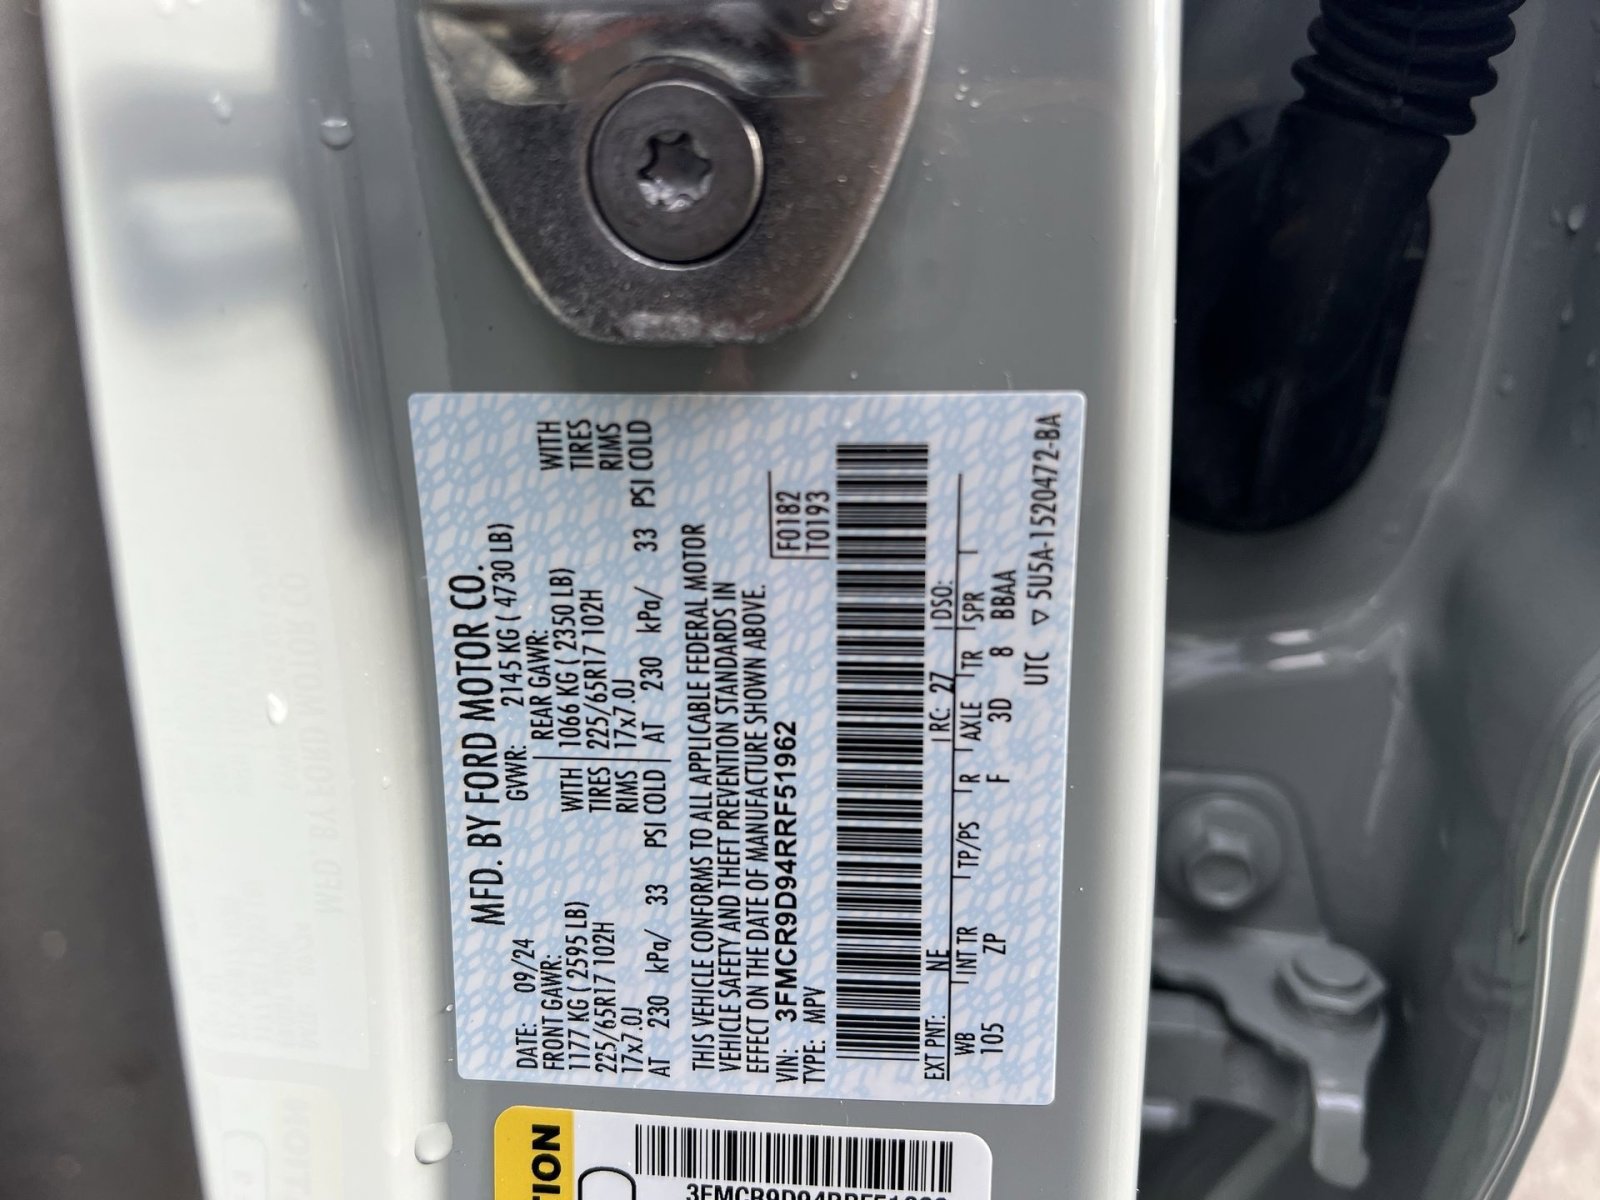 MFD. BY FORD MOTOR CO.
DATE: 09/24 GVWR: 2145 KG ( 4730 LB)
FRONT GAWR: REAR GAWR:
1177 KG ( 2595 LB) WITH 1066 KG ( 2350 LB) WITH
225/65R17 102H TIRES 225/65R17 102H TIRES
17x7.0J RIMS 17x7.0J RIMS
AT 230 kPa/ 33 PSI COLD AT 230 kPa/ 33 PSI COLD
THIS VEHICLE CONFORMS TO ALL APPLICABLE FEDERAL MOTOR
VEHICLE SAFETY AND THEFT PREVENTION STANDARDS IN
EFFECT ON THE DATE OF MANUFACTURE SHOWN ABOVE.
VIN: 3FMCR9D94RRF51962 F0182
TYPE: MPV T0193
EXT PNT: NE RC: 27 DSO:
WB INT TR TP/PS R AXLE TR SPR
105 ZP F 3D 8 BBAA
UTC ▽ 5U5A-1520472-BA